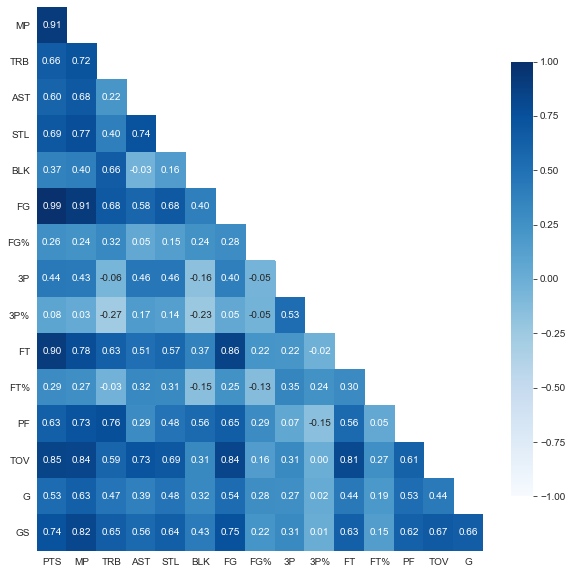 MP 0.91
TRB 0.66 0.72
1.00
AST 0.60 0.68 0.22
STL 0.69 0.77 0.40 0.74
0.75
BLK 0.37 0.40 0.66 -0.03 0.16
0.50
FG 0.99 0.91 0.68 0.58 0.68 0.40
FG% 0.26 0.24 0.32 0.05 0.15 0.24 0.28
0.25
3P 0.44 0.43 -0.06 0.46 0.46 -0.16 0.40 -0.05
0.00
3P% 0.08 0.03 -0.27 0.17 0.14 -0.23 0.05 -0.05 0.53
−0.25
FT 0.90 0.78 0.63 0.51 0.57 0.37 0.86 0.22 0.22 -0.02
FT% 0.29 0.27 -0.03 0.32 0.31 -0.15 0.25 -0.13 0.35 0.24 0.30
−0.50
PF 0.63 0.73 0.76 0.29 0.48 0.56 0.65 0.29 0.07 -0.15 0.56 0.05
−0.75
TOV 0.85 0.84 0.59 0.73 0.69 0.31 0.84 0.16 0.31 0.00 0.81 0.27 0.61
G 0.53 0.63 0.47 0.39 0.48 0.32 0.54 0.28 0.27 0.02 0.44 0.19 0.53 0.44
−1.00
GS 0.74 0.82 0.65 0.56 0.64 0.43 0.75 0.22 0.31 0.01 0.63 0.15 0.62 0.67 0.66
PTS MP TRB AST STL BLK FG FG% 3P 3P% FT FT% PF TOV G